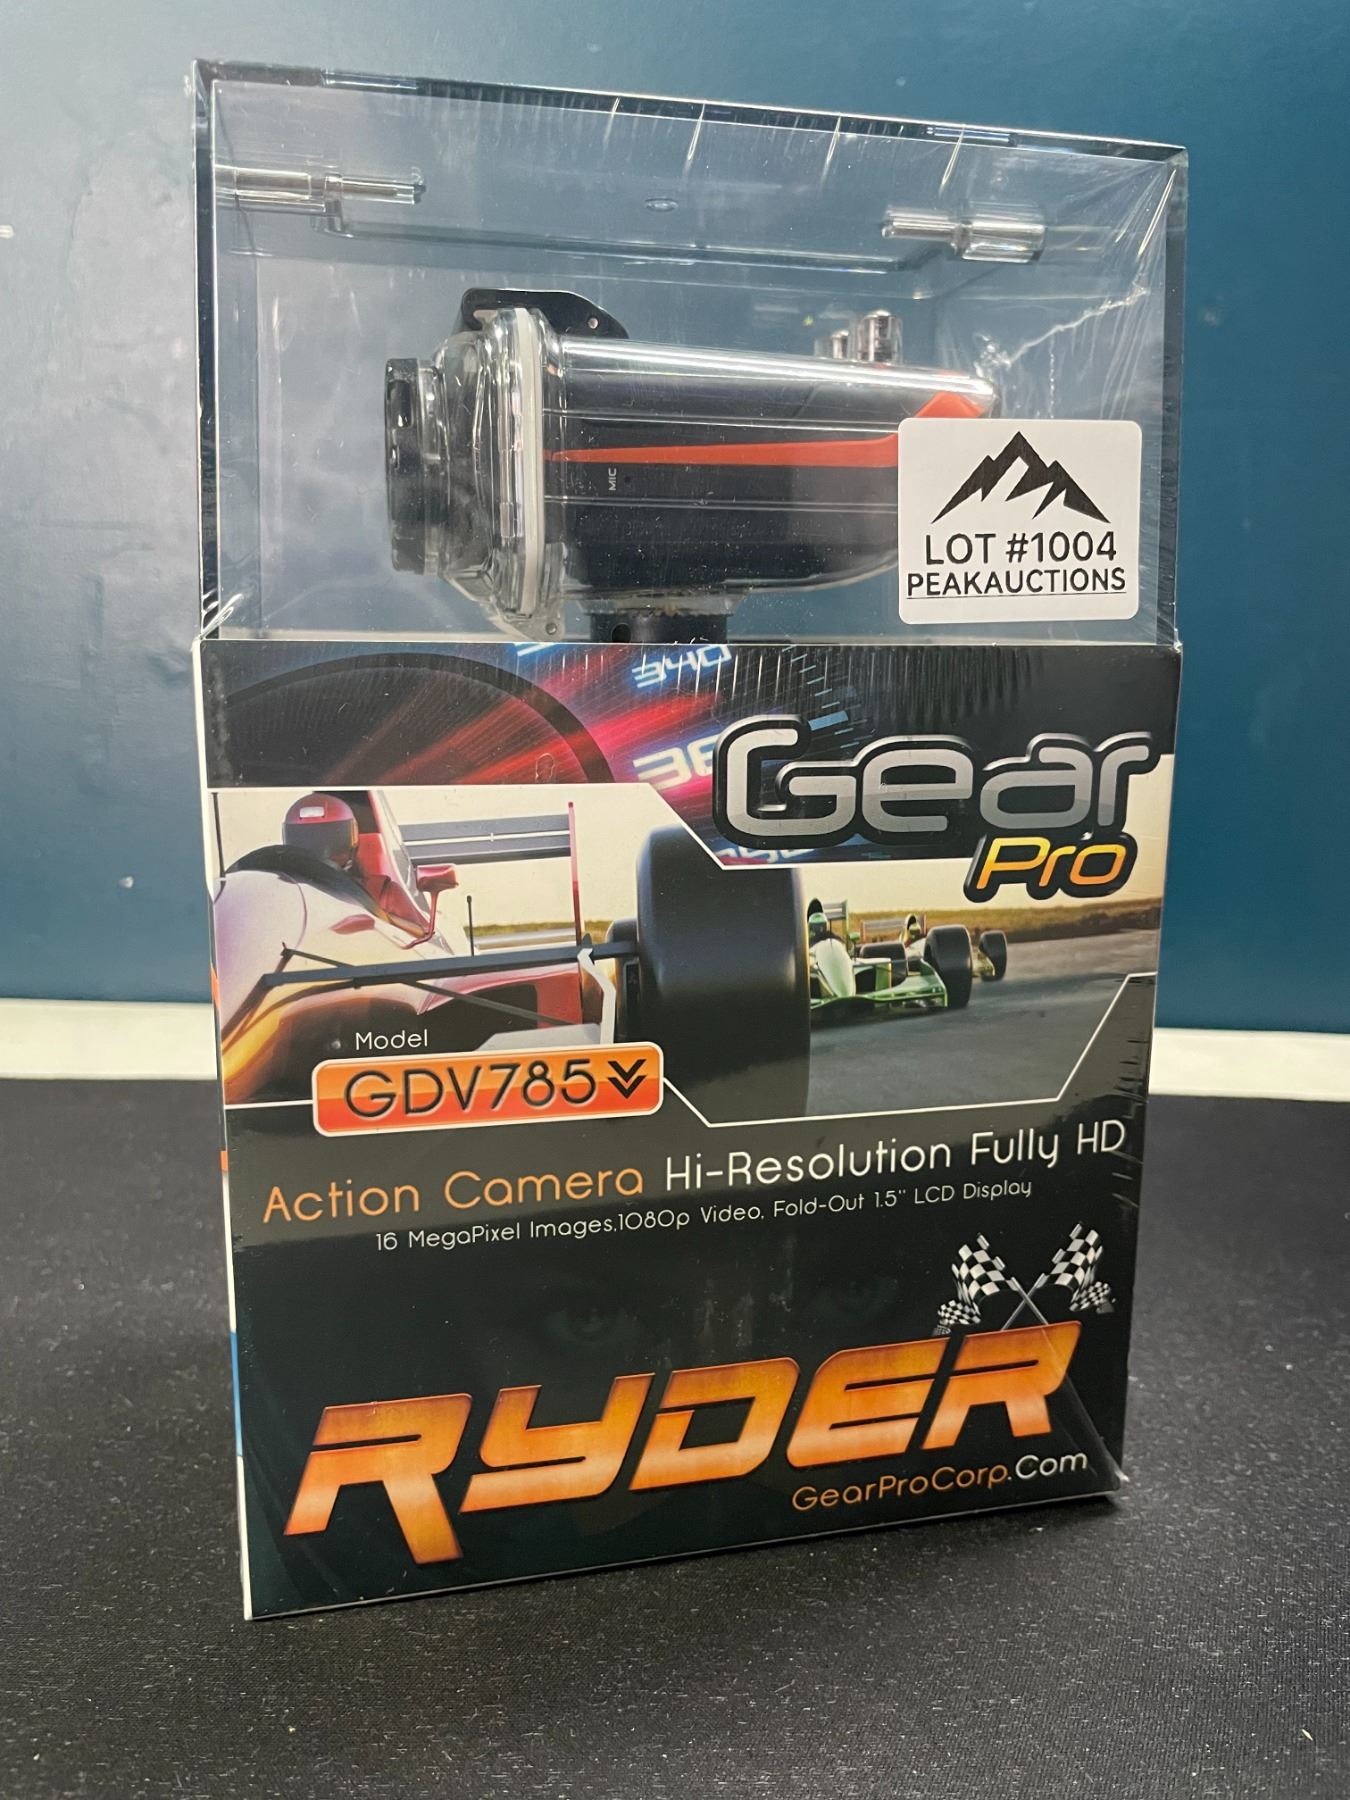 MIC
LOT #1004
PEAKAUCTIONS
340
Gear
Pro
Model
GDV785
Action Camera Hi-Resolution Fully HD
16 MegaPixel Images,1080p Video, Fold-Out 1.5" LCD Display
RYDER
GearProCorp.Com